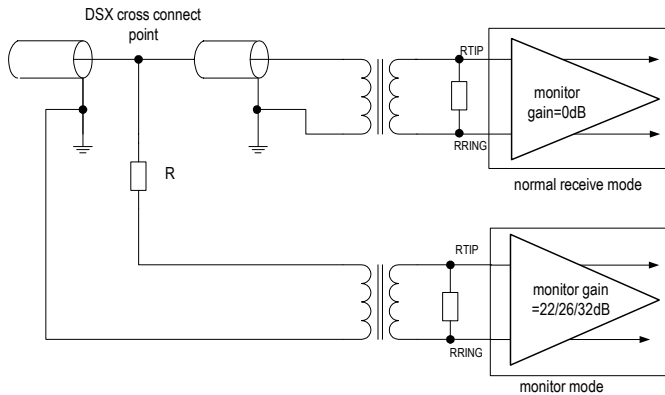 DSX cross connect
point
RTIP
monitor
gain=0dB
RRING
normal receive mode
R
RTIP
monitor gain
=22/26/32dB
RRING
monitor mode